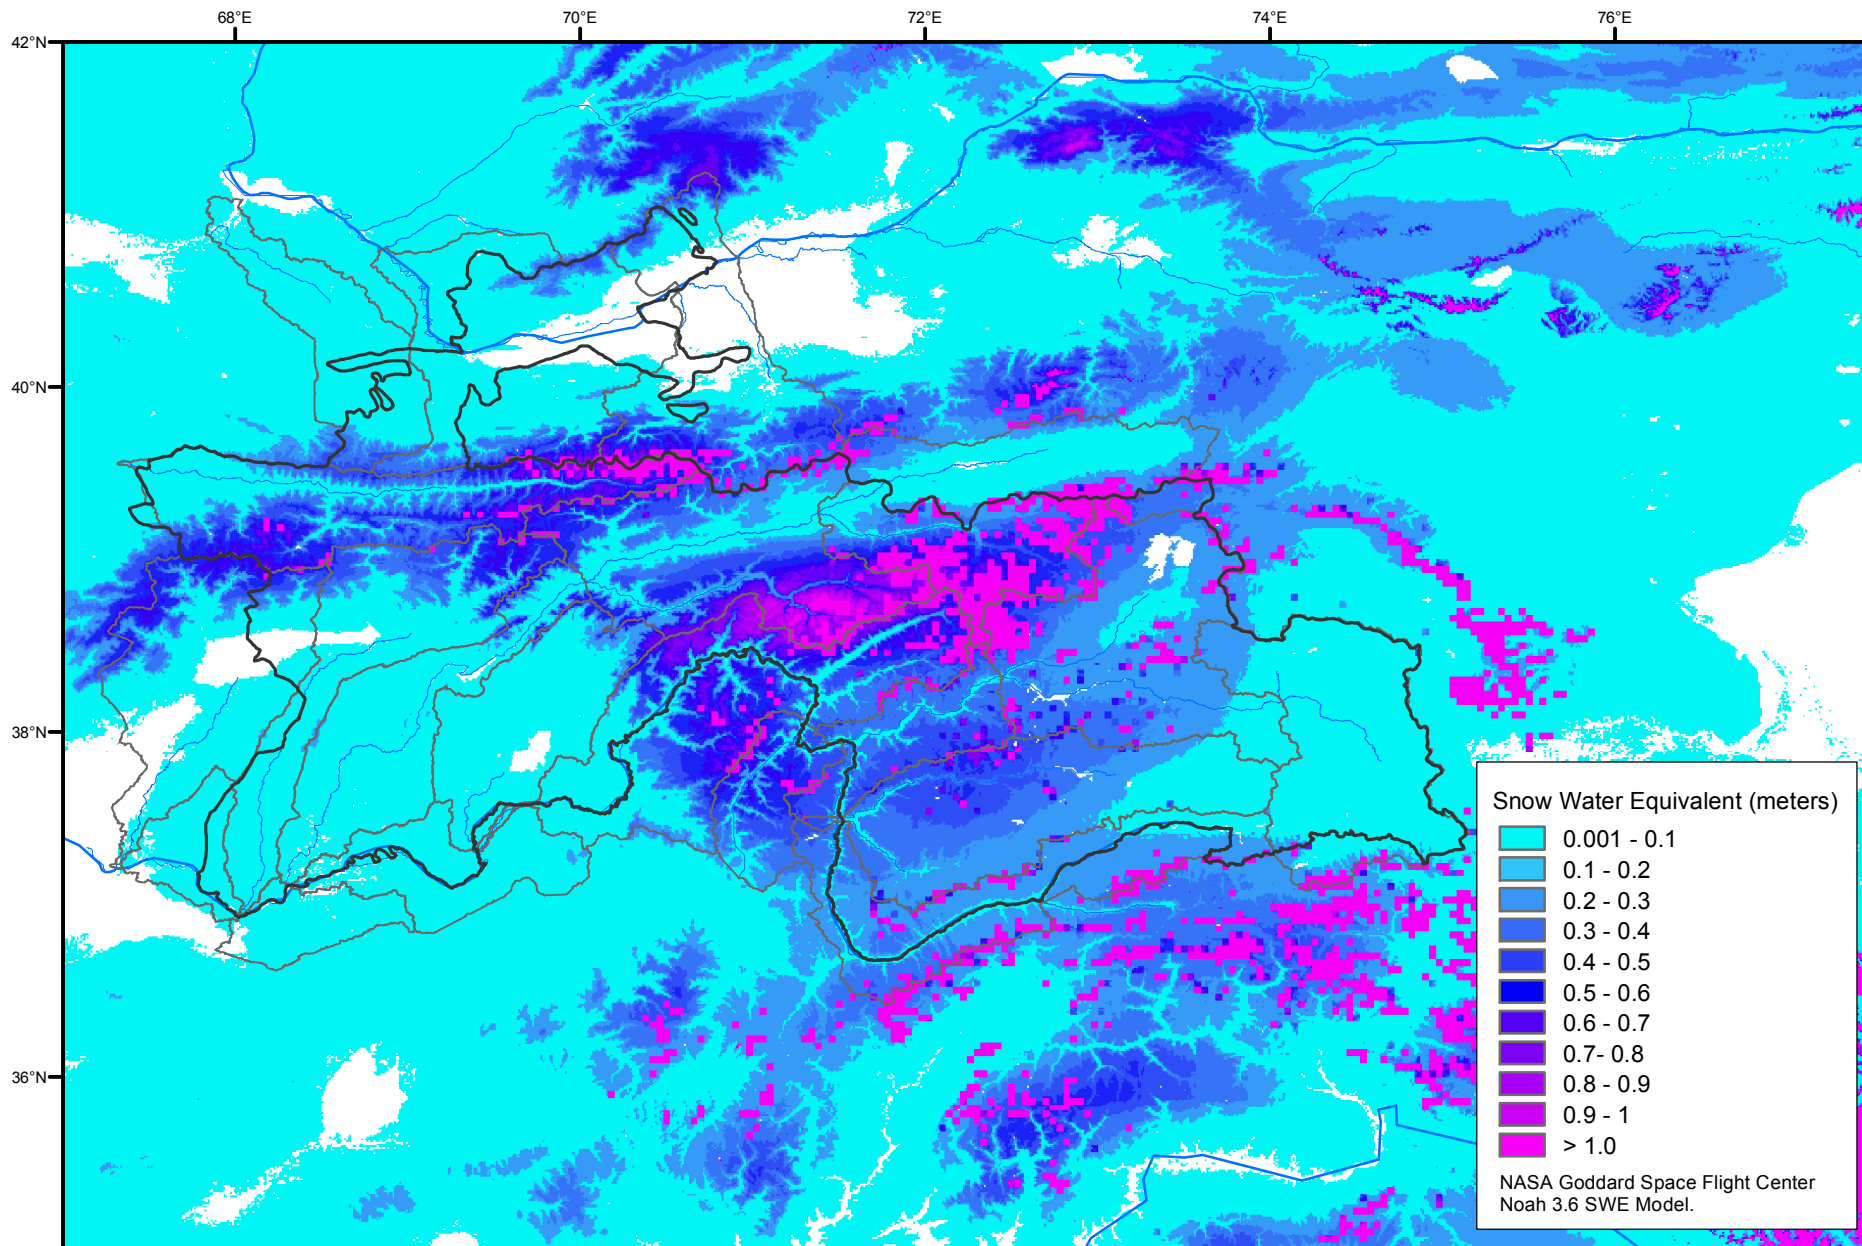 68°E
70°E
72°E
74°E
76°E
42°N
40°N
38°N
36°N
Snow Water Equivalent (meters)
0.001 - 0.1
0.1 - 0.2
0.2 - 0.3
0.3 - 0.4
0.4 - 0.5
0.5 - 0.6
0.6 - 0.7
0.7- 0.8
0.8 - 0.9
0.9 - 1
> 1.0
NASA Goddard Space Flight Center
Noah 3.6 SWE Model.